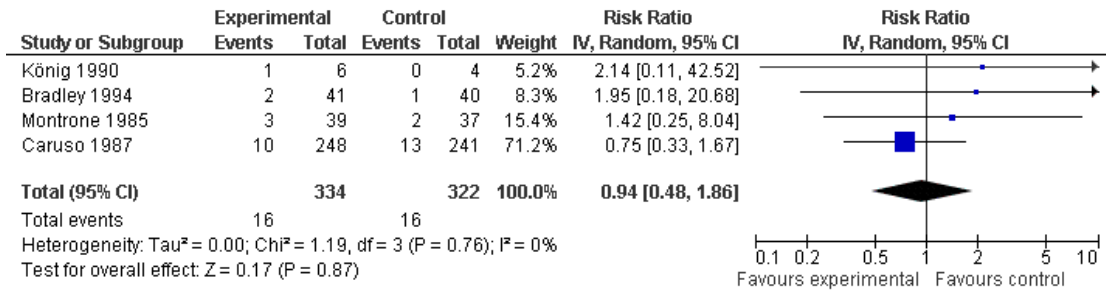 Experimental Control Risk Ratio Risk Ratio
Study or Subgroup Events Total Events Total Weight IV, Random, 95% CI IV, Random, 95% CI
König 1990 1 6 0 4 5.2% 2.14 [0.11, 42.52]
Bradley 1994 2 41 1 40 8.3% 1.95 [0.18, 20.68]
Montrone 1985 3 39 2 37 15.4% 1.42 [0.25, 8.04]
Caruso 1987 10 248 13 241 71.2% 0.75 [0.33, 1.67]
Total (95% CI) 334 322 100.0% 0.94 [0.48, 1.86]
Total events 16 16
Heterogeneity: Tau² = 0.00; Chi² = 1.19, df = 3 (P = 0.76); I² = 0%
Test for overall effect: Z = 0.17 (P = 0.87)
0.1 0.2 0.5 1 2 5 10
Favours experimental Favours control